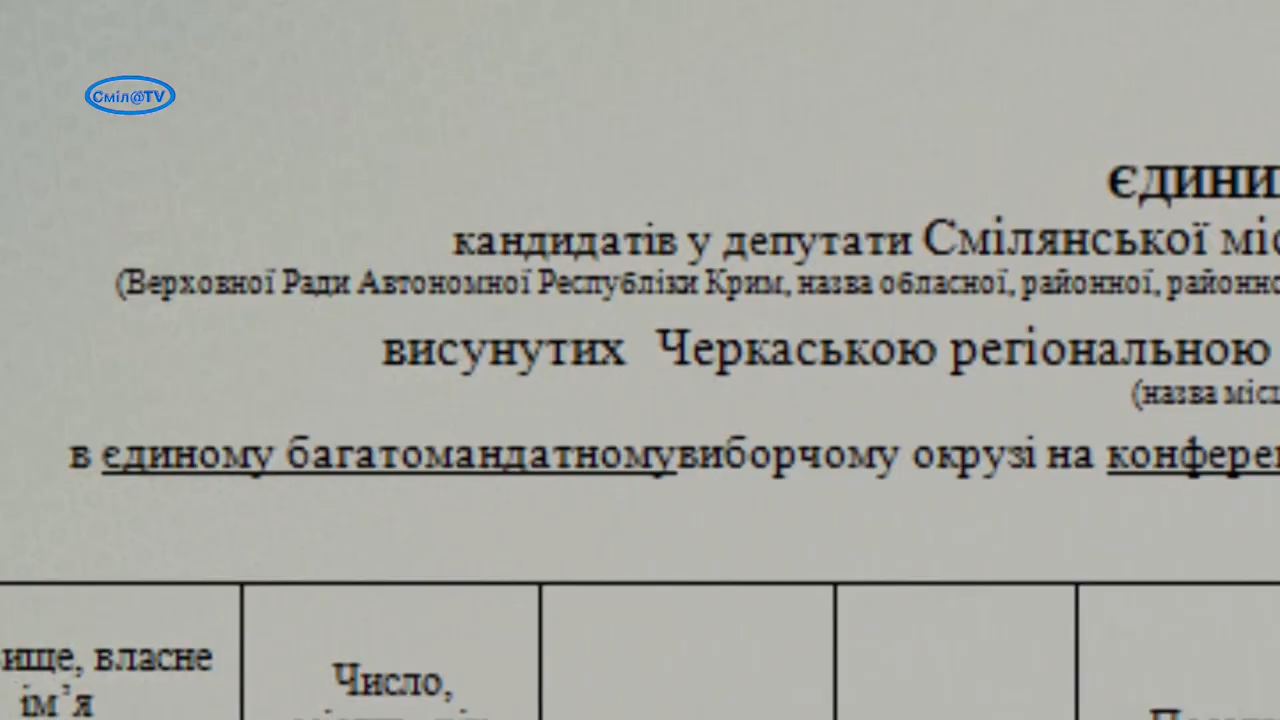 Сміл@TV
єдини
кандидатів у депутати Смілянської міс
(Верховної Ради Автономної Республіки Крим, назва обласної, районної, районно
висунутих Черкаською регіональною
(назва місц
в єдиному багатомандатномувиборчому окрузі на конферен
вище, власне
ім’я
Число,